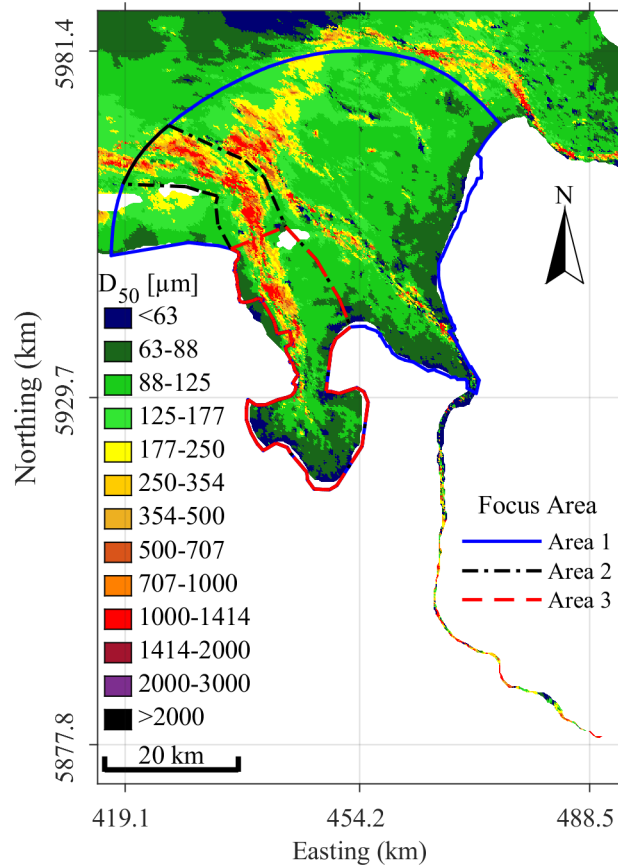 5981.4
N
D50 [µm]
<63
63-88
88-125
5929.7
125-177
177-250
250-354
354-500
Focus Area
500-707
Area 1
707-1000
Area 2
1000-1414
Area 3
1414-2000
2000-3000
>2000
5877.8
20 km
419.1
454.2
488.5
Easting (km)
Northing (km)